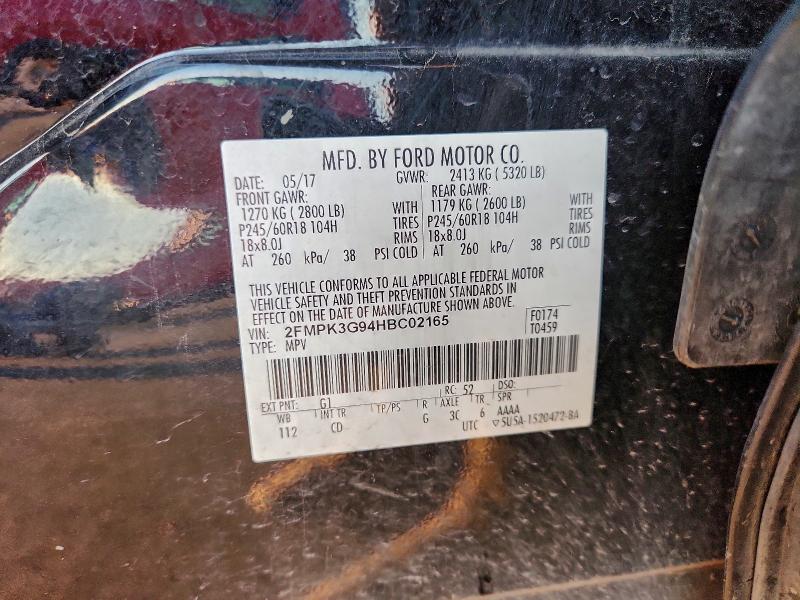 MFD. BY FORD MOTOR CO.
DATE: 05/17 GVWR: 2413 KG ( 5320 LB)
FRONT GAWR: REAR GAWR:
1270 KG ( 2800 LB) WITH 1179 KG ( 2600 LB) WITH
P245/60R18 104H TIRES P245/60R18 104H TIRES
18x8.0J RIMS 18x8.0J RIMS
AT 260 kPa/ 38 PSI COLD AT 260 kPa/ 38 PSI COLD
THIS VEHICLE CONFORMS TO ALL APPLICABLE FEDERAL MOTOR
VEHICLE SAFETY AND THEFT PREVENTION STANDARDS IN
EFFECT ON THE DATE OF MANUFACTURE SHOWN ABOVE.
VIN: 2FMPK3G94HBC02165 F0174
TYPE: MPV T0459
EXT PNT: G1 RC: 52 DSO:
WB INT TR TP/PS R AXLE TR SPR
112 CD G 3C 6 AAAA
UTC ▽5U5A-1520472-BA